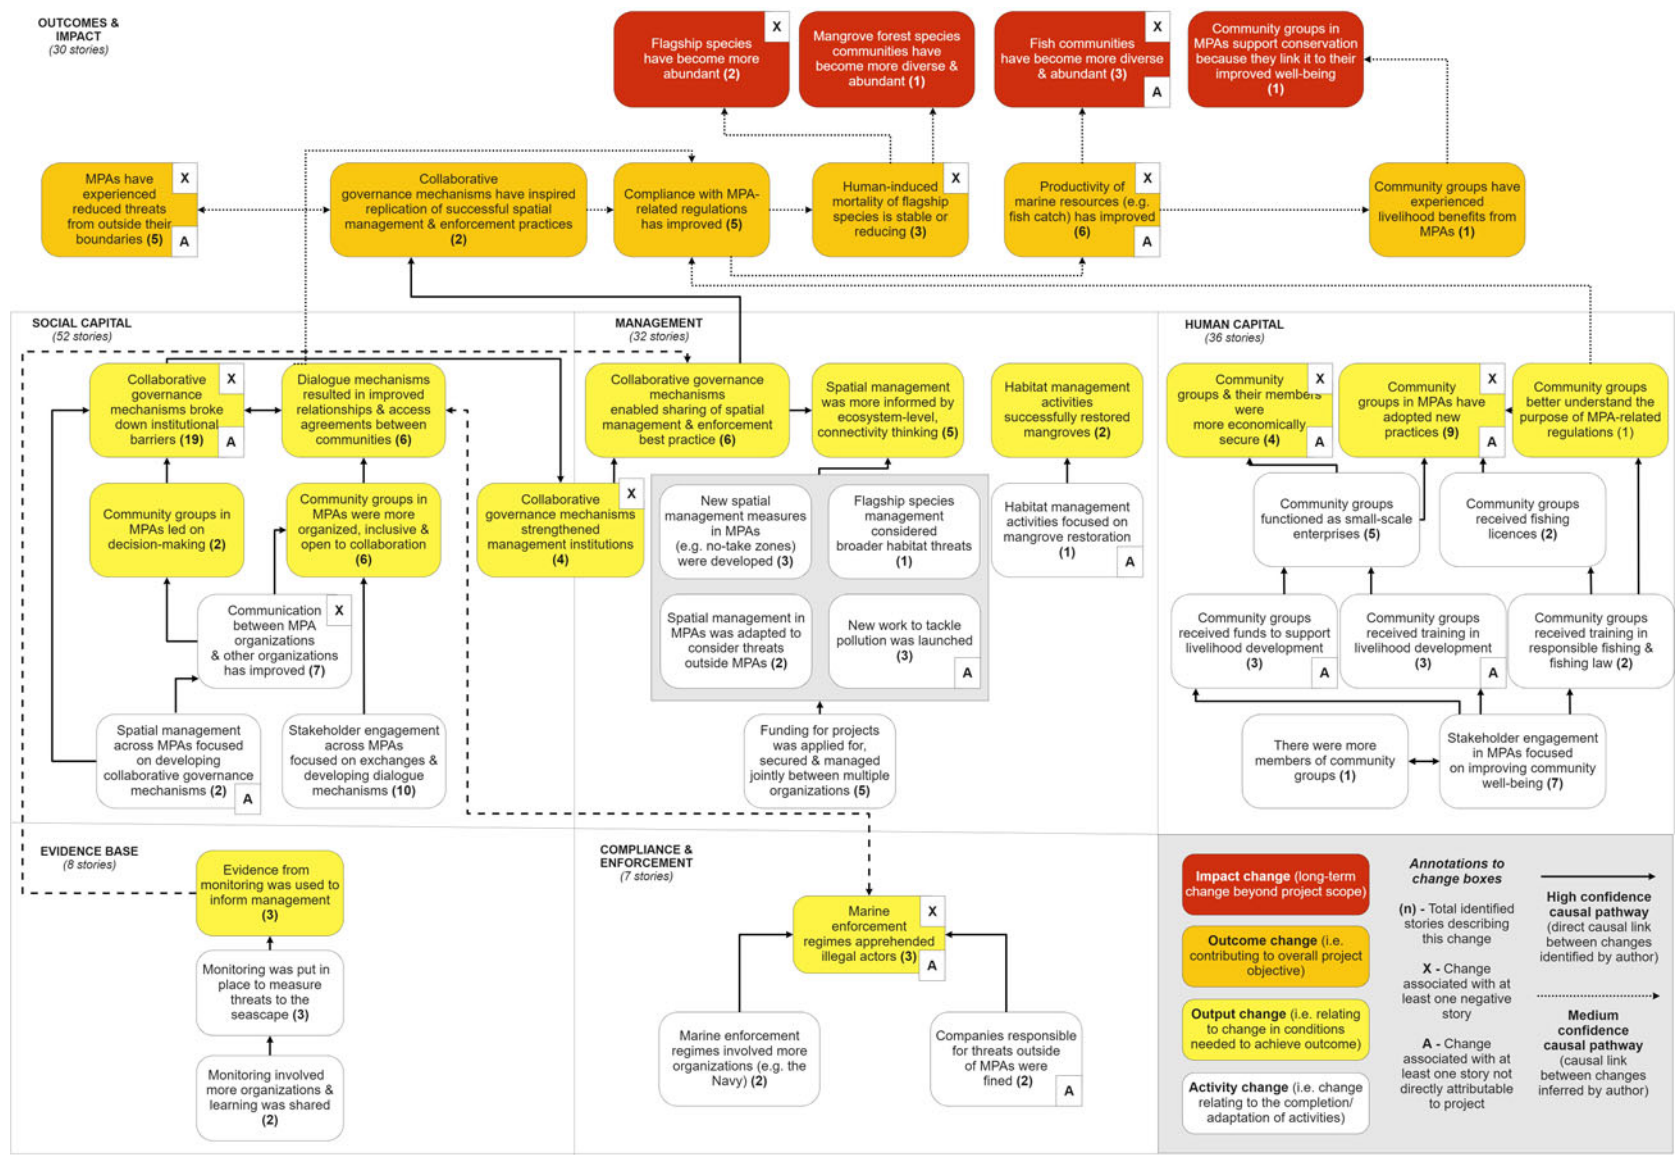 OUTCOMES &
IMPACT
(30 stories)
Flagship species
have become more
abundant (2)
X
Mangrove forest species
communities have
become more diverse &
abundant (1)
Fish communities
have become more diverse
& abundant (3)
X
A
Community groups in
MPAs support conservation
because they link it to their
improved well-being
(1)
MPAs have
experienced
reduced threats
from outside their
boundaries (5)
X
A
Collaborative
governance mechanisms have inspired
replication of successful spatial
management & enforcement practices
(2)
Compliance with MPA-
related regulations
has improved (5)
Human-induced
mortality of flagship
species is stable or
reducing (3)
X
Productivity of
marine resources (e.g.
fish catch) has improved
(6)
X
A
Community groups have
experienced
livelihood benefits from
MPAs (1)
SOCIAL CAPITAL
(52 stories)
Collaborative
governance
mechanisms broke
down institutional
barriers (19)
X
A
Dialogue mechanisms
resulted in improved
relationships & access
agreements between
communities (6)
Community groups in
MPAs led on
decision-making (2)
Community groups in
MPAs were more
organized, inclusive &
open to collaboration
(6)
Communication
between MPA
organizations
& other organizations
has improved (7)
X
Spatial management
across MPAs focused
on developing
collaborative governance
mechanisms (2)
A
Stakeholder engagement
across MPAs
focused on exchanges &
developing dialogue
mechanisms (10)
MANAGEMENT
(32 stories)
Collaborative governance
mechanisms
enabled sharing of spatial
management & enforcement
best practice (6)
Spatial management
was more informed by
ecosystem-level,
connectivity thinking (5)
Habitat management
activities
successfully restored
mangroves (2)
Collaborative
governance mechanisms
strengthened
management institutions
(4)
X
New spatial
management measures
in MPAs
(e.g. no-take zones)
were developed (3)
Flagship species
management
considered
broader habitat threats
(1)
Habitat management
activities focused on
mangrove restoration
(1)
A
Spatial management in
MPAs was adapted to
consider threats
outside MPAs (2)
New work to tackle
pollution was launched
(3)
A
Funding for projects
was applied for,
secured & managed
jointly between multiple
organizations (5)
HUMAN CAPITAL
(36 stories)
Community
groups & their members
were
more economically
secure (4)
X
A
Community
groups in MPAs have
adopted new
practices (9)
X
A
Community groups
better understand the
purpose of MPA-related
regulations (1)
Community groups
functioned as small-scale
enterprises (5)
Community groups
received fishing
licences (2)
Community groups
received funds to support
livelihood development
(3)
A
Community groups
received training in
livelihood development
(3)
A
Community groups
received training in
responsible fishing &
fishing law (2)
There were more
members of community
groups (1)
Stakeholder engagement
in MPAs focused
on improving community
well-being (7)
EVIDENCE BASE
(8 stories)
Evidence from
monitoring was used to
inform management
(3)
Monitoring was put in
place to measure
threats to the
seascape (3)
Monitoring involved
more organizations &
learning was shared
(2)
COMPLIANCE &
ENFORCEMENT
(7 stories)
Marine
enforcement
regimes apprehended
illegal actors (3)
X
A
Marine enforcement
regimes involved more
organizations (e.g. the
Navy) (2)
Companies responsible
for threats outside
of MPAs were
fined (2)
A
Impact change (long-term
change beyond project scope)
Outcome change (i.e.
contributing to overall project
objective)
Output change (i.e. relating
to change in conditions
needed to achieve outcome)
Activity change (i.e. change
relating to the completion/
adaptation of activities)
Annotations to
change boxes
(n) - Total identified
stories describing
this change
X - Change
associated with at
least one negative
story
A - Change
associated with at
least one story not
directly attributable
to project
High confidence
causal pathway
(direct causal link
between changes
identified by author)
Medium
confidence
causal pathway
(causal link
between changes
inferred by author)